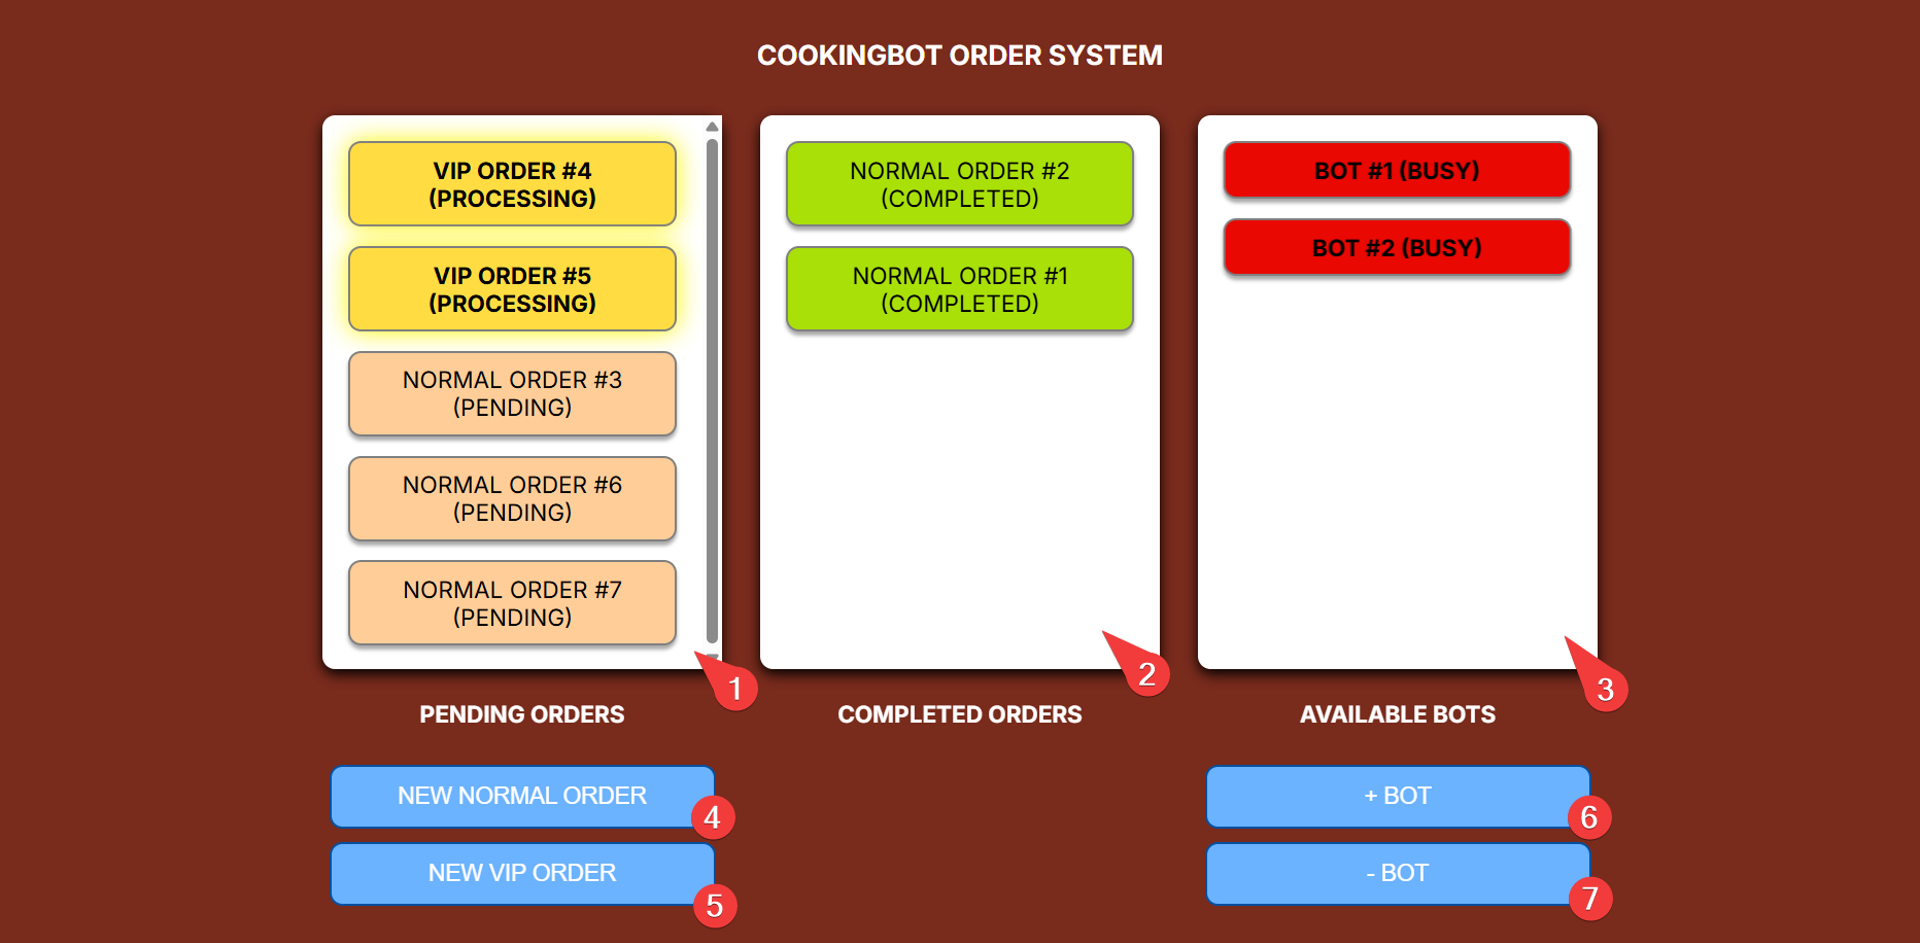 COOKINGBOT ORDER SYSTEM
VIP ORDER #4
(PROCESSING)
VIP ORDER #5
(PROCESSING)
NORMAL ORDER #3
(PENDING)
NORMAL ORDER #6
(PENDING)
NORMAL ORDER #7
(PENDING)
1
PENDING ORDERS
NORMAL ORDER #2
(COMPLETED)
NORMAL ORDER #1
(COMPLETED)
2
COMPLETED ORDERS
BOT #1 (BUSY)
BOT #2 (BUSY)
3
AVAILABLE BOTS
NEW NORMAL ORDER
4
NEW VIP ORDER
5
+ BOT
6
- BOT
7